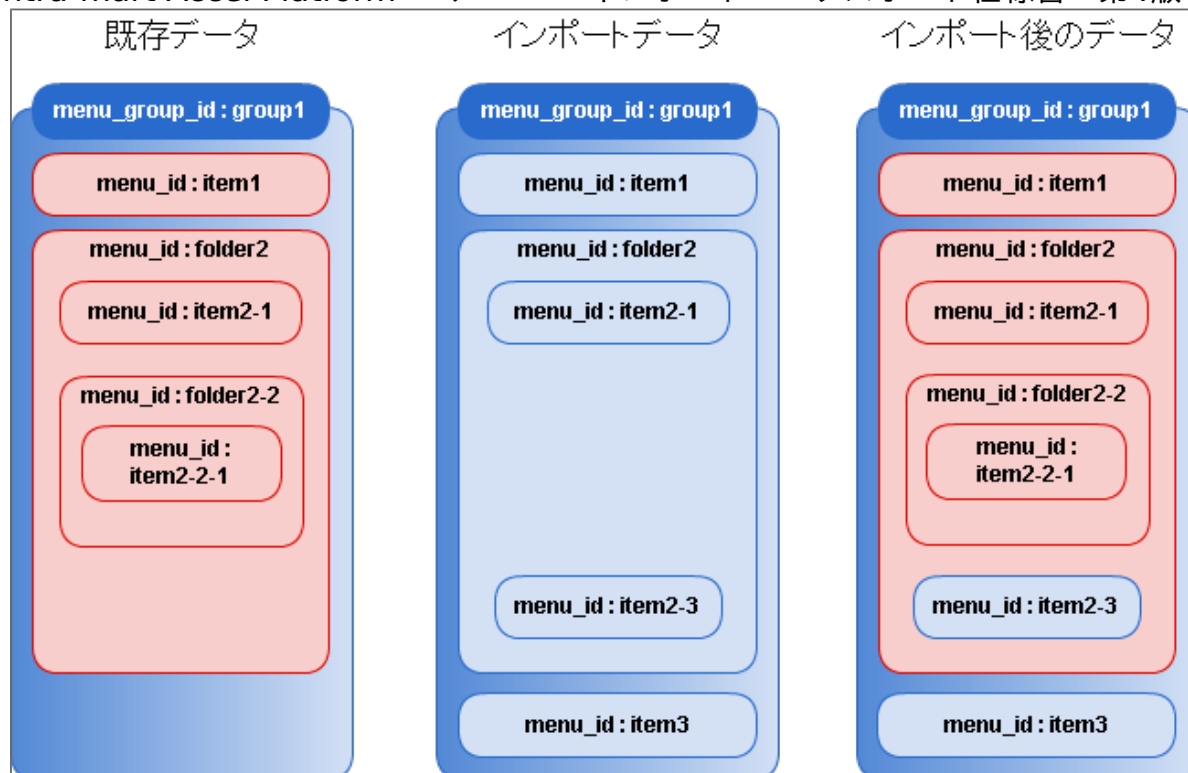 既存データ
menu_group_id : group1
menu_id : item1
menu_id : folder2
menu_id : item2-1
menu_id : folder2-2
menu_id :
item2-2-1
インポートデータ
menu_group_id : group1
menu_id : item1
menu_id : folder2
menu_id : item2-1
menu_id : item2-3
menu_id : item3
インポート後のデータ
menu_group_id : group1
menu_id : item1
menu_id : folder2
menu_id : item2-1
menu_id : folder2-2
menu_id :
item2-2-1
menu_id : item2-3
menu_id : item3